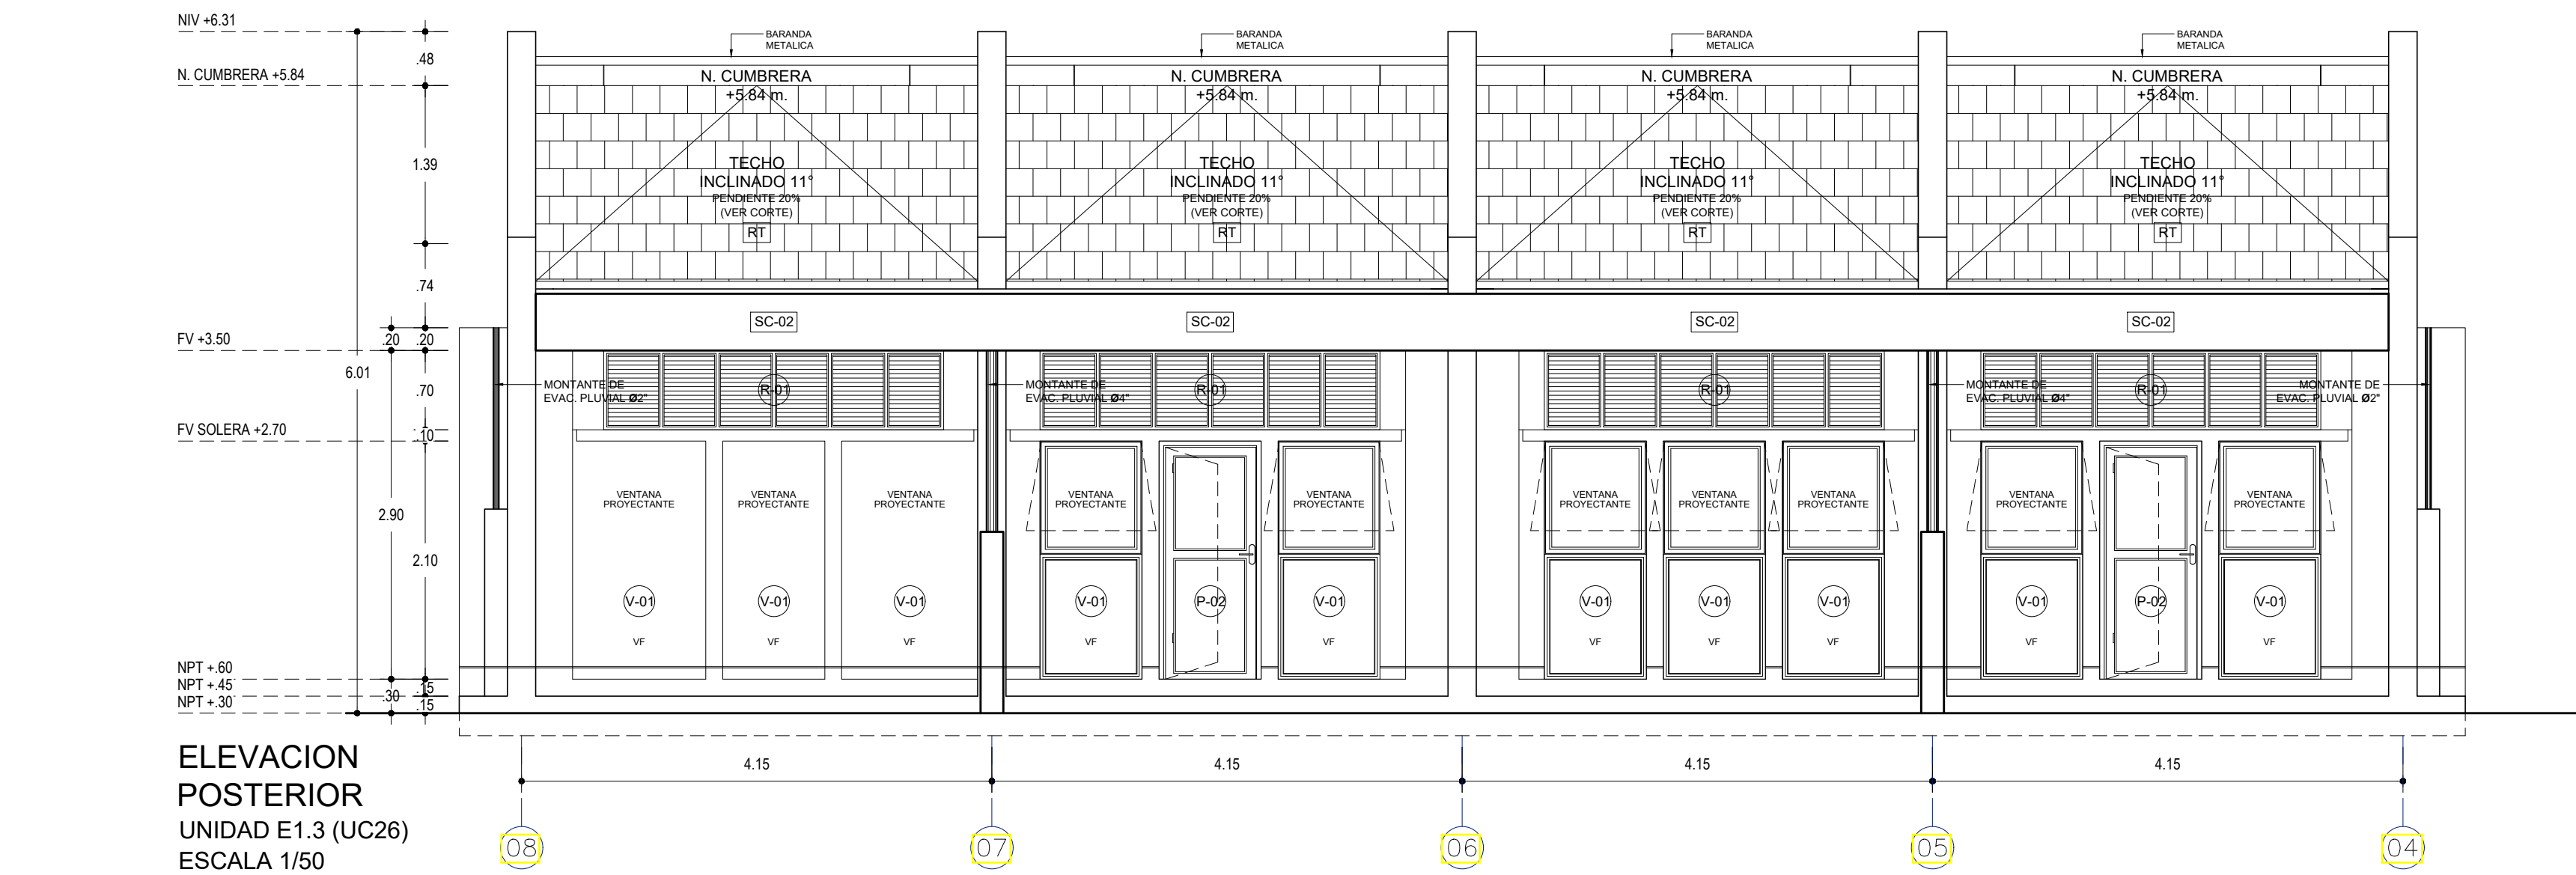 NIV +6.31
BARANDA
METALICA
BARANDA
METALICA
BARANDA
METALICA
BARANDA
METALICA
.48
N. CUMBRERA +5.84
N. CUMBRERA
+5.84 m.
N. CUMBRERA
+5.84 m.
N. CUMBRERA
+5.84 m.
N. CUMBRERA
+5.84 m.
1.39
TECHO
INCLINADO 11°
PENDIENTE 20%
(VER CORTE)
RT
TECHO
INCLINADO 11°
PENDIENTE 20%
(VER CORTE)
RT
TECHO
INCLINADO 11°
PENDIENTE 20%
(VER CORTE)
RT
TECHO
INCLINADO 11°
PENDIENTE 20%
(VER CORTE)
RT
.74
SC-02
SC-02
SC-02
SC-02
FV +3.50
.20
.20
6.01
.70
MONTANTE DE
EVAC. PLUVIAL Ø2"
R-01
MONTANTE DE
EVAC. PLUVIAL Ø4"
R-01
R-01
MONTANTE DE
EVAC. PLUVIAL Ø4"
R-01
MONTANTE DE
EVAC. PLUVIAL Ø2"
FV SOLERA +2.70
.10
VENTANA
PROYECTANTE
VENTANA
PROYECTANTE
VENTANA
PROYECTANTE
VENTANA
PROYECTANTE
VENTANA
PROYECTANTE
VENTANA
PROYECTANTE
VENTANA
PROYECTANTE
VENTANA
PROYECTANTE
VENTANA
PROYECTANTE
VENTANA
PROYECTANTE
2.90
2.10
V-01
V-01
V-01
V-01
P-02
V-01
V-01
V-01
V-01
V-01
P-02
V-01
VF
VF
VF
VF
VF
VF
VF
VF
VF
VF
NPT +.60
NPT +.45
NPT +.30
.30
.15
.15
ELEVACION
POSTERIOR
UNIDAD E1.3 (UC26)
ESCALA 1/50
4.15
4.15
4.15
4.15
08
07
06
05
04